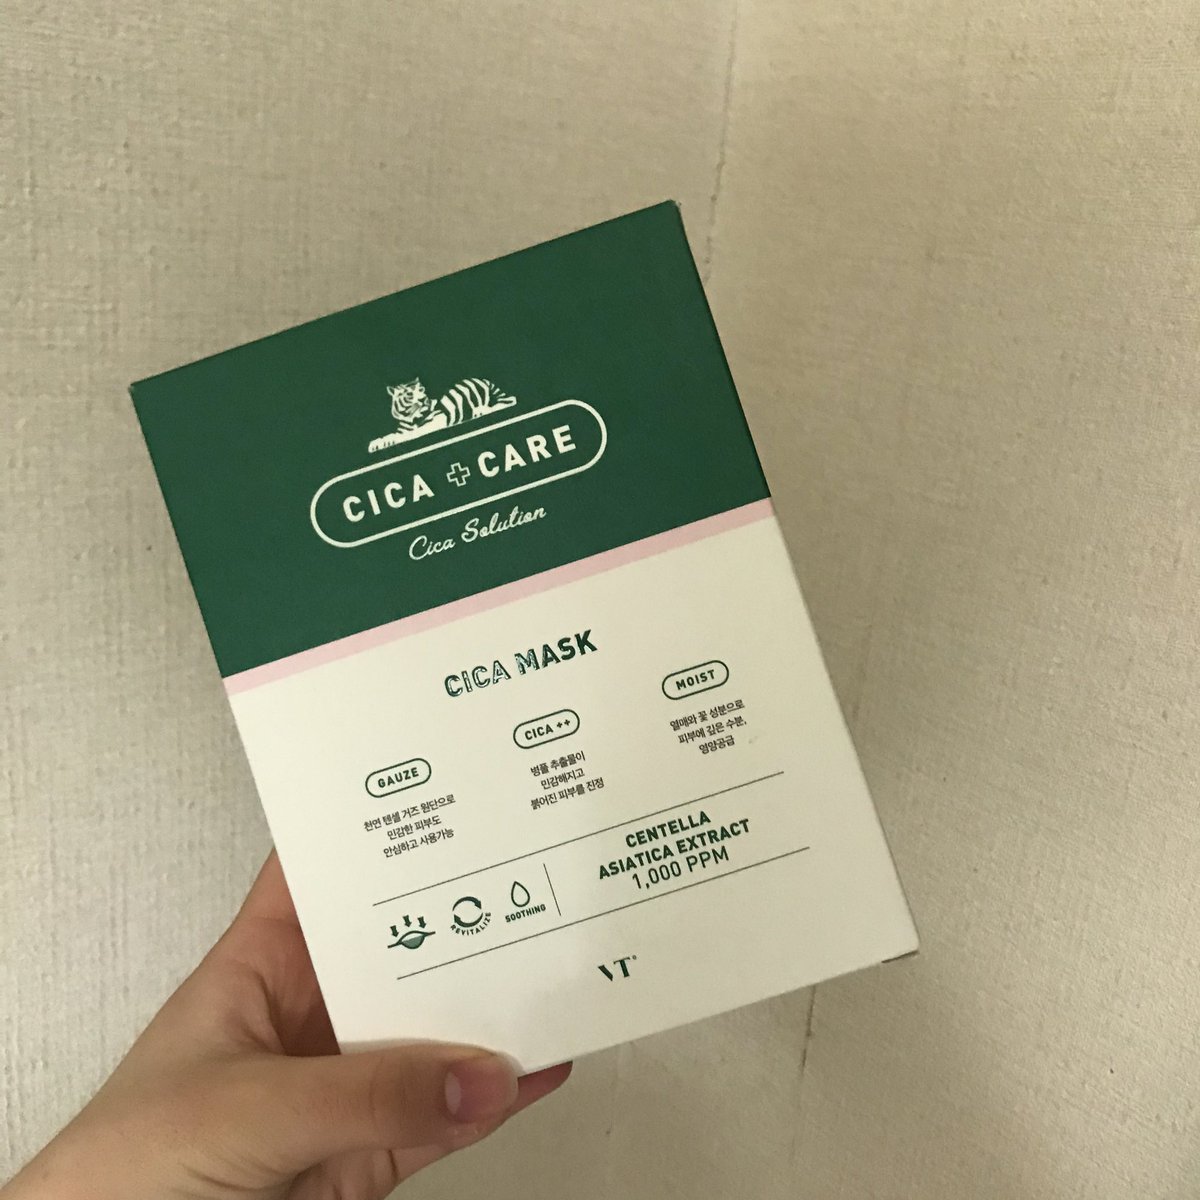 CICA + CARE
Cica Solution
CICA MASK
GAUZE
천연 텐셀 거즈 원단으로
민감한 피부도
안심하고 사용가능
CICA ++
병풀 추출물이
민감해지고
붉어진 피부를 진정
MOIST
열매와 꽃 성분으로
피부에 깊은 수분,
영양공급
REVITALIZE
SOOTHING
CENTELLA
ASIATICA EXTRACT
1,000 PPM
VT